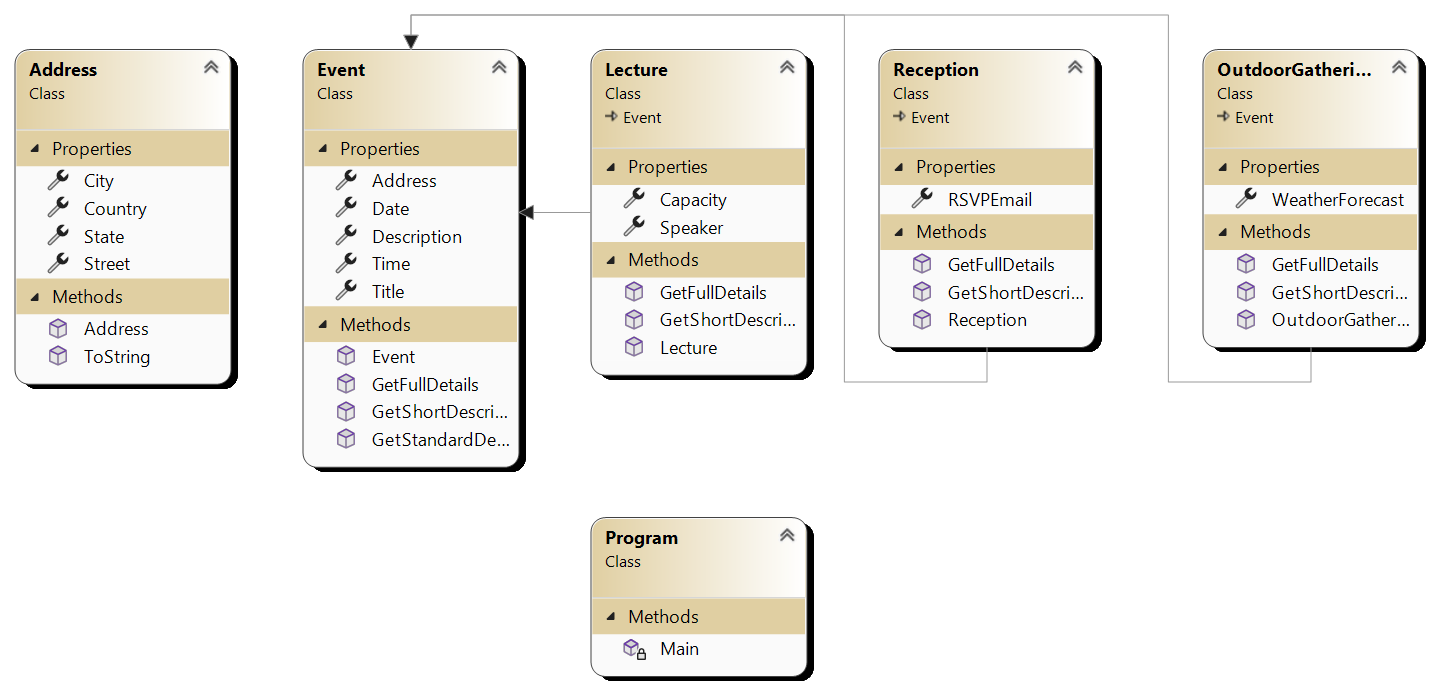 Address
Class
Properties
City
Country
State
Street
Methods
Address
ToString
Event
Class
Properties
Address
Date
Description
Time
Title
Methods
Event
GetFullDetails
GetShortDescri...
GetStandardDe...
Lecture
Class
Event
Properties
Capacity
Speaker
Methods
GetFullDetails
GetShortDescri...
Lecture
Reception
Class
Event
Properties
RSVPEmail
Methods
GetFullDetails
GetShortDescri...
Reception
OutdoorGatheri...
Class
Event
Properties
WeatherForecast
Methods
GetFullDetails
GetShortDescri...
OutdoorGather...
Program
Class
Methods
Main